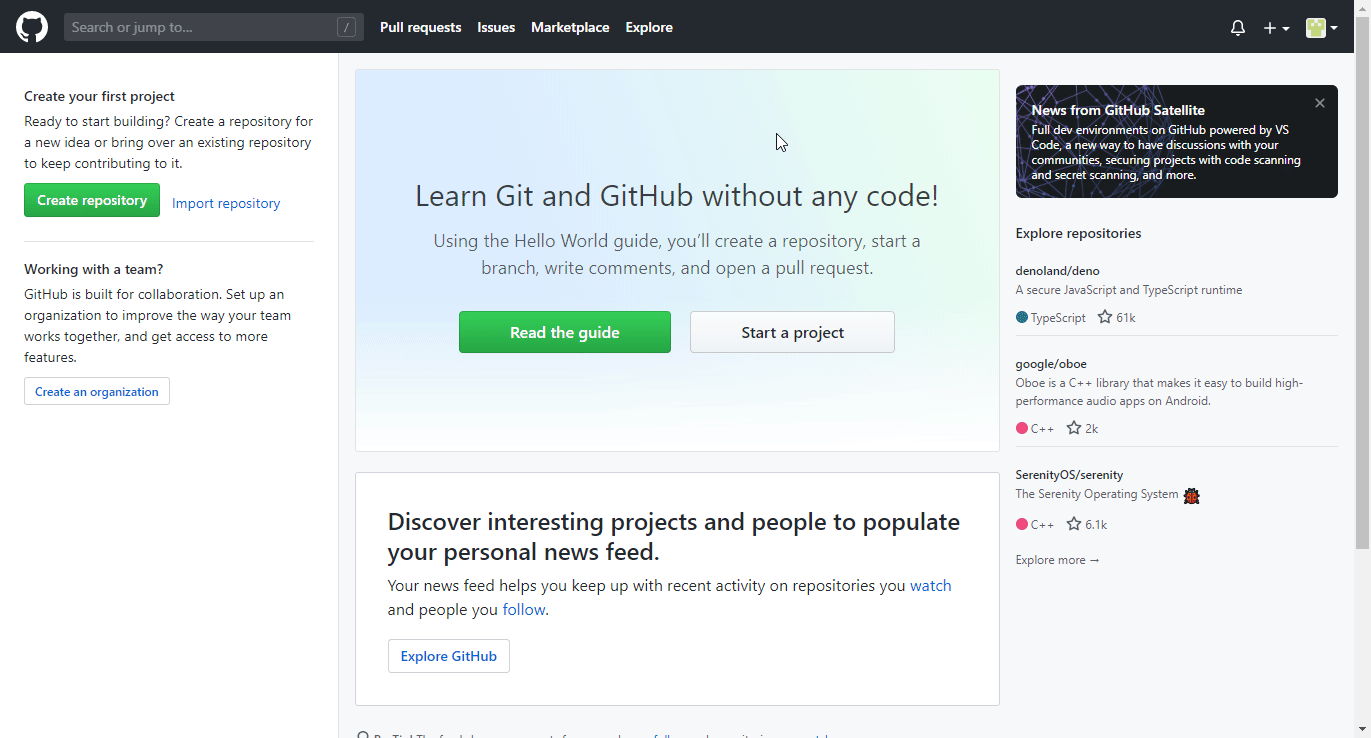 Search or jump to...
/
Pull requests
Issues
Marketplace
Explore
Create your first project
Ready to start building? Create a repository for
a new idea or bring over an existing repository
to keep contributing to it.
Create repository
Import repository
Working with a team?
GitHub is built for collaboration. Set up an
organization to improve the way your team
works together, and get access to more
features.
Create an organization
Learn Git and GitHub without any code!
Using the Hello World guide, you’ll create a repository, start a
branch, write comments, and open a pull request.
Read the guide
Start a project
Discover interesting projects and people to populate
your personal news feed.
Your news feed helps you keep up with recent activity on repositories you watch
and people you follow.
Explore GitHub
News from GitHub Satellite
Full dev environments on GitHub powered by VS
Code, a new way to have discussions with your
communities, securing projects with code scanning
and secret scanning, and more.
Explore repositories
denoland/deno
A secure JavaScript and TypeScript runtime
TypeScript 61k
google/oboe
Oboe is a C++ library that makes it easy to build high-
performance audio apps on Android.
C++ 2k
SerenityOS/serenity
The Serenity Operating System
C++ 6.1k
Explore more →